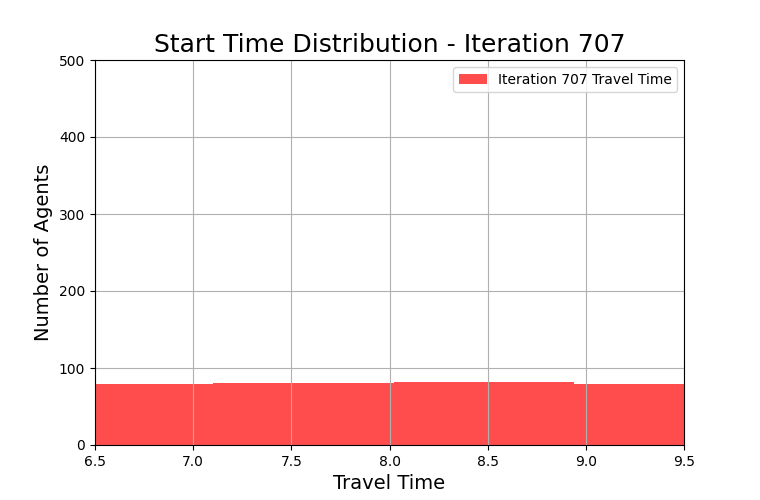 Start Time Distribution - Iteration 707
Iteration 707 Travel Time
Number of Agents
500
400
300
200
100
0
6.5 7.0 7.5 8.0 8.5 9.0 9.5
Travel Time